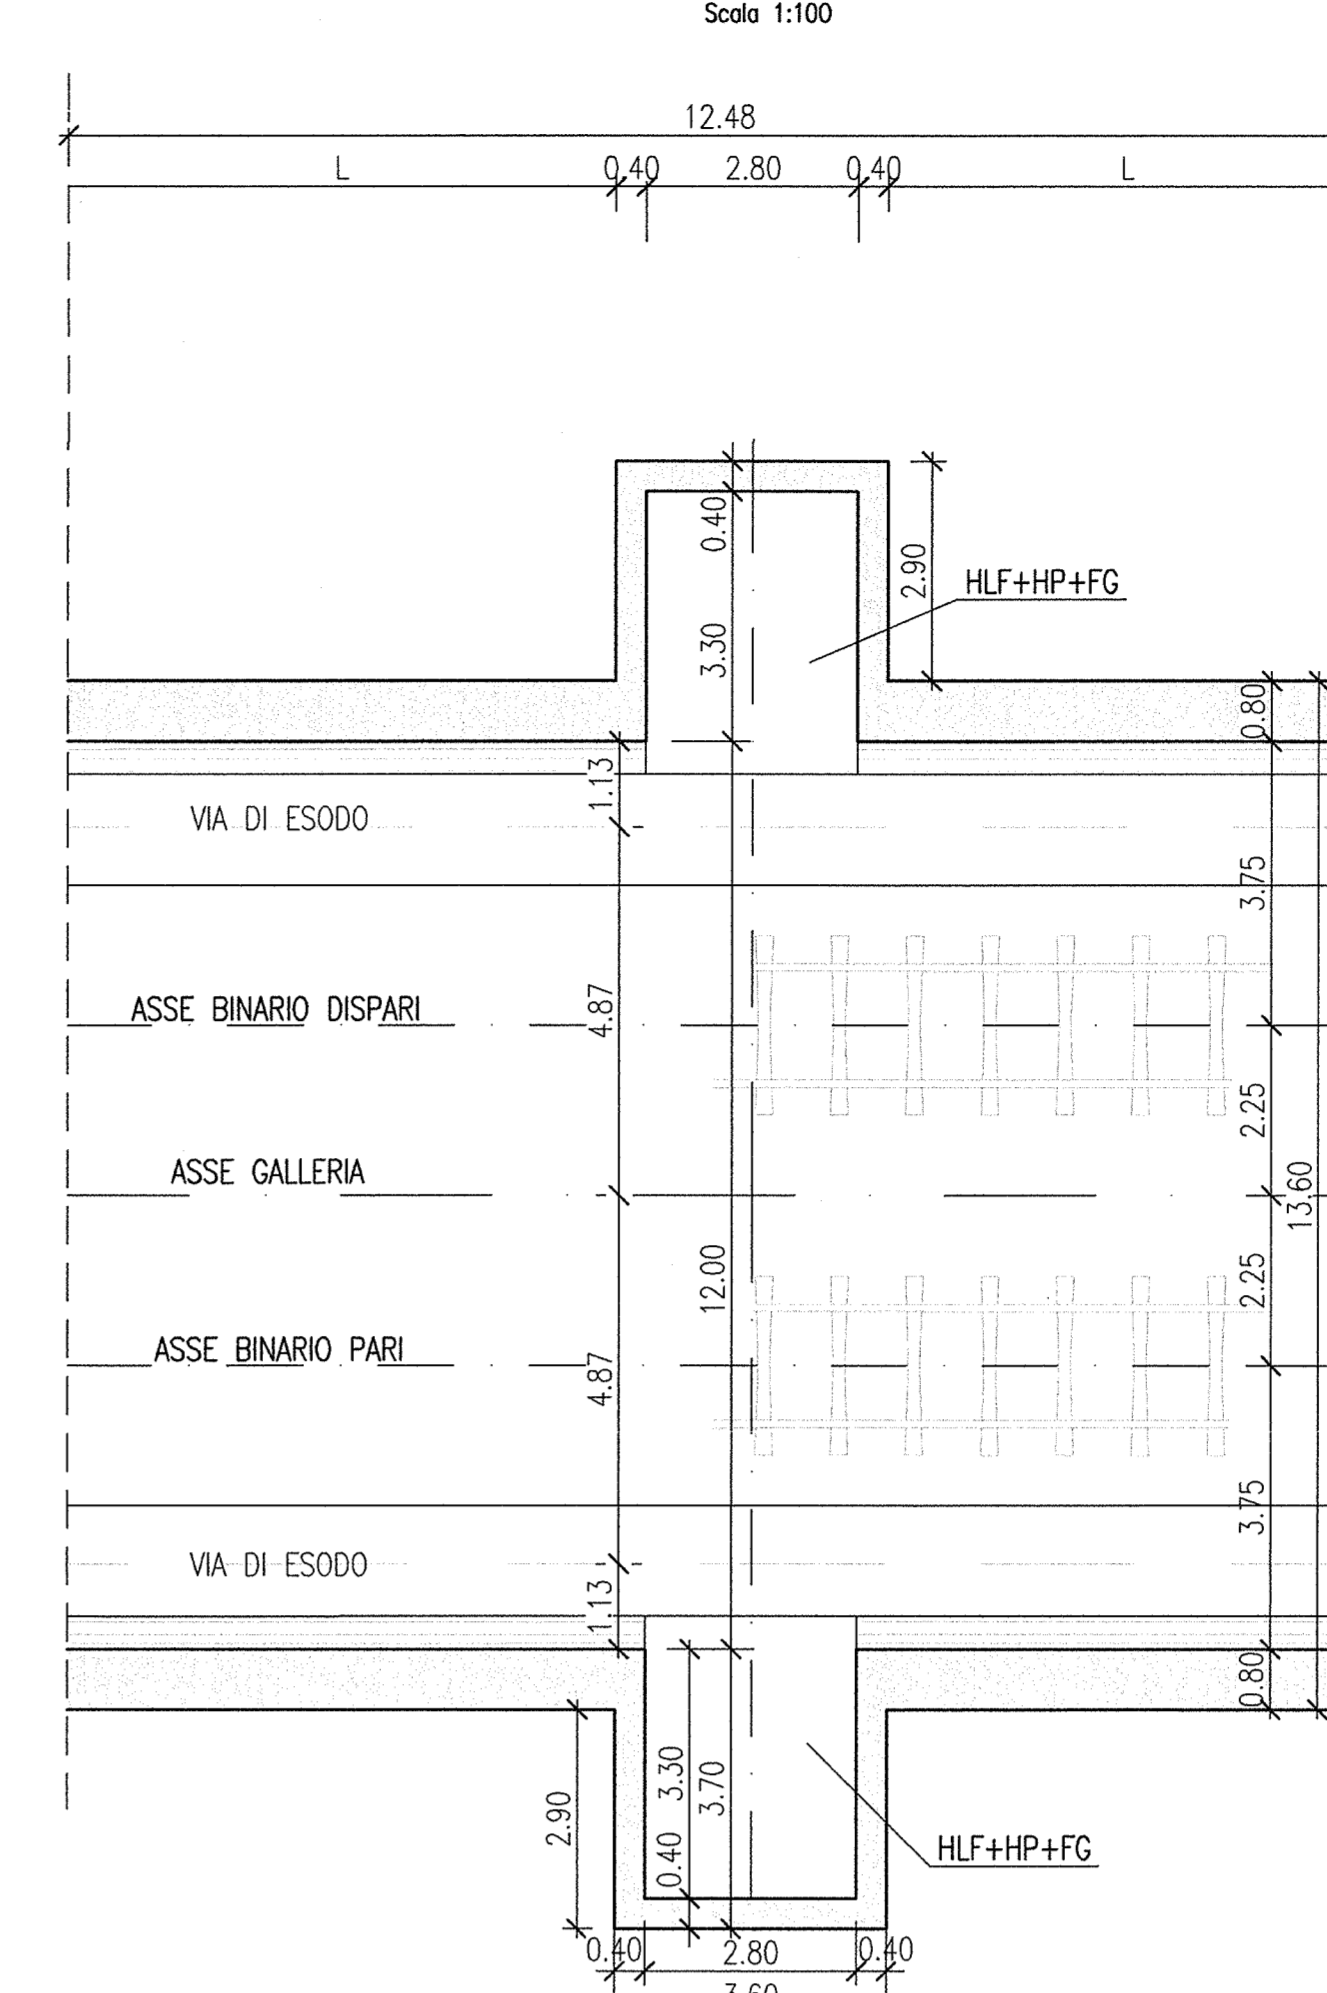 Scala 1:100
12.48
L 0.40 2.80 0.40 L
0.40
2.90
HLF+HP+FG
3.30
0.80
1.13
VIA DI ESODO
3.75
ASSE BINARIO DISPARI
4.87
2.25
ASSE GALLERIA
13.60
12.00
2.25
ASSE BINARIO PARI
4.87
3.75
VIA DI ESODO
1.13
0.80
3.30
3.70
2.90
HLF+HP+FG
0.40
0.40 2.80 0.40
3.60